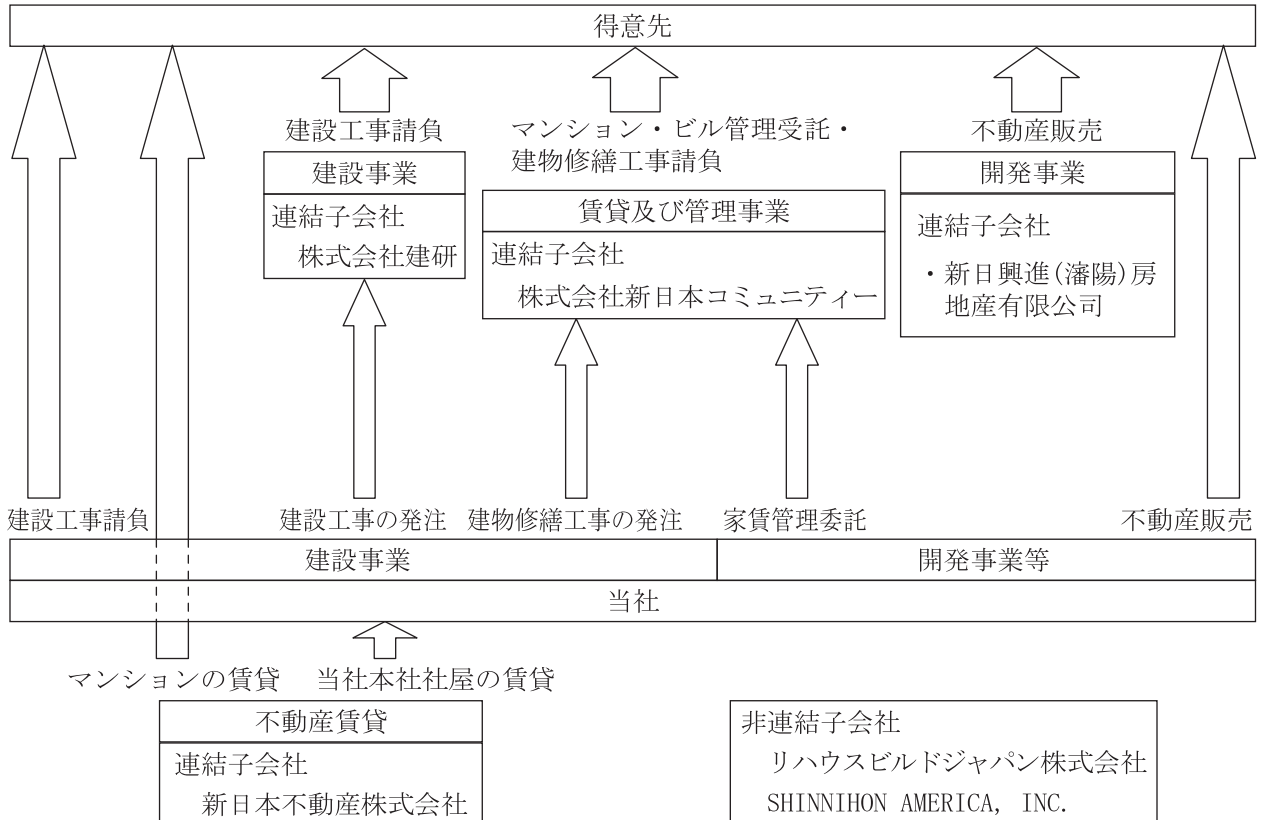 得意先
建設工事請負
マンション・ビル管理受託・
建物修繕工事請負
不動産販売
建設事業
連結子会社
株式会社建研
賃貸及び管理事業
連結子会社
株式会社新日本コミュニティー
開発事業
連結子会社
・新日興進(瀋陽)房
地産有限公司
建設工事請負
建設工事の発注
建物修繕工事の発注
家賃管理委託
不動産販売
建設事業
開発事業等
当社
マンションの賃貸
当社本社社屋の賃貸
不動産賃貸
連結子会社
新日本不動産株式会社
非連結子会社
リハウスビルドジャパン株式会社
SHINNIHON AMERICA, INC.